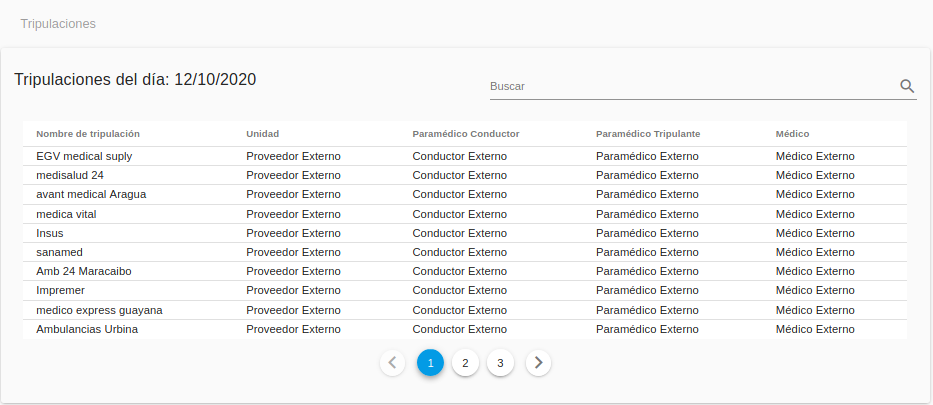 Tripulaciones
Tripulaciones del día: 12/10/2020
Buscar
Nombre de tripulación Unidad Paramédico Conductor Paramédico Tripulante Médico
EGV medical suply Proveedor Externo Conductor Externo Paramédico Externo Médico Externo
medisalud 24 Proveedor Externo Conductor Externo Paramédico Externo Médico Externo
avant medical Aragua Proveedor Externo Conductor Externo Paramédico Externo Médico Externo
medica vital Proveedor Externo Conductor Externo Paramédico Externo Médico Externo
Insus Proveedor Externo Conductor Externo Paramédico Externo Médico Externo
sanamed Proveedor Externo Conductor Externo Paramédico Externo Médico Externo
Amb 24 Maracaibo Proveedor Externo Conductor Externo Paramédico Externo Médico Externo
Impremer Proveedor Externo Conductor Externo Paramédico Externo Médico Externo
medico express guayana Proveedor Externo Conductor Externo Paramédico Externo Médico Externo
Ambulancias Urbina Proveedor Externo Conductor Externo Paramédico Externo Médico Externo
1 2 3